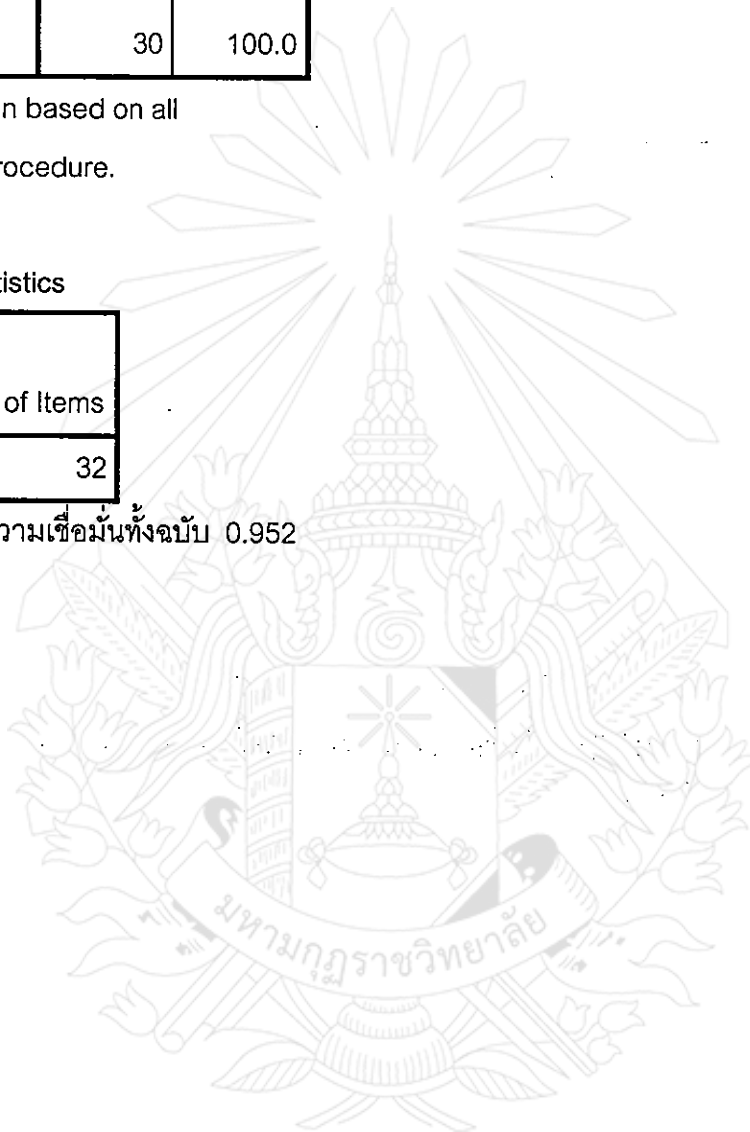 30 100.0
n based on all
rocedure.
tistics
of Items
32
วามเชื่อมั่นทั้งฉบับ 0.952
มหามกุฏราชวิทยาลัย